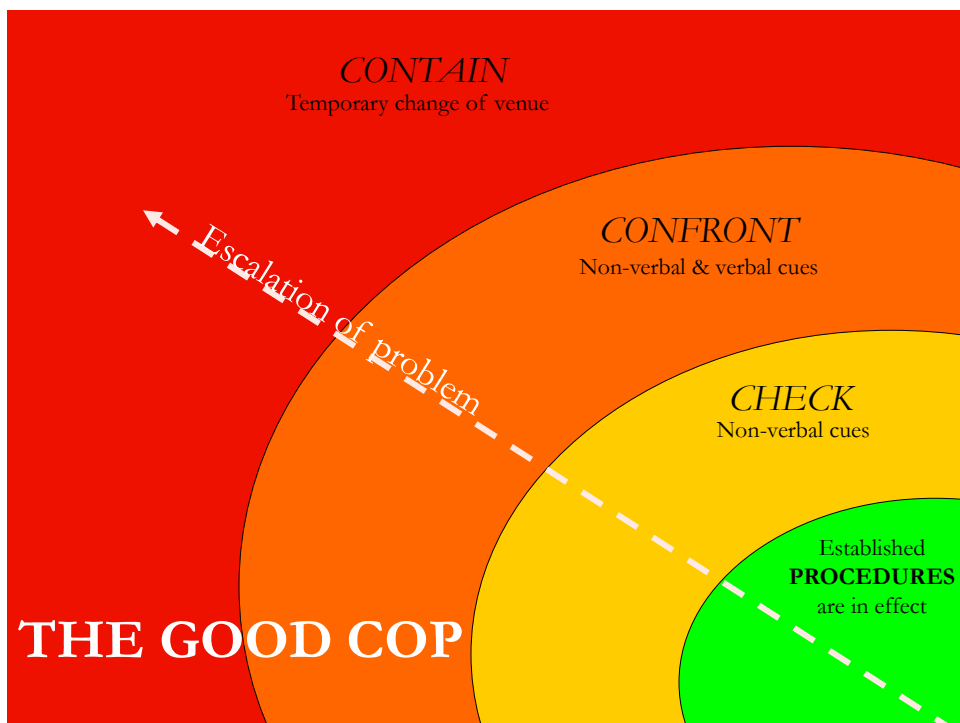 CONTAIN
Temporary change of venue
CONFRONT
Non-verbal & verbal cues
Escalation of problem
CHECK
Non-verbal cues
Established
PROCEDURES
are in effect
THE GOOD COP